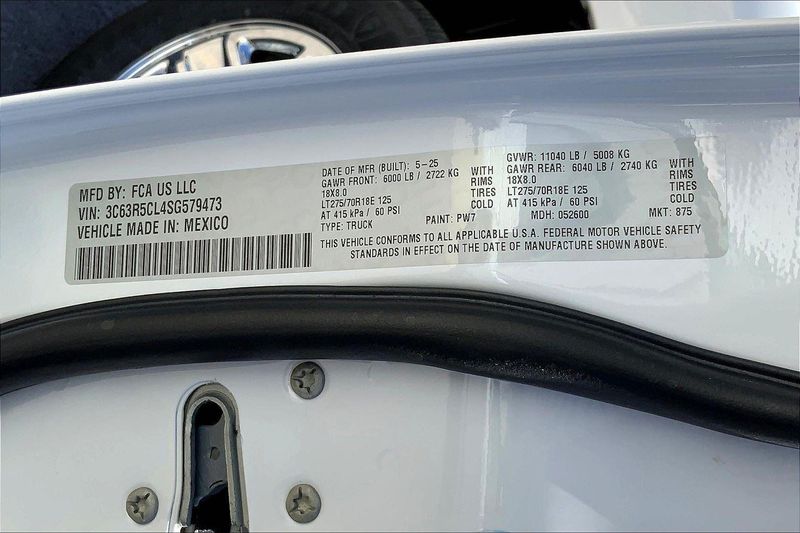 MFD BY: FCA US LLC
VIN: 3C63R5CL4SG579473
VEHICLE MADE IN: MEXICO
DATE OF MFR (BUILT): 5-25
GAWR FRONT: 6000 LB / 2722 KG WITH
18X8.0 RIMS
LT275/70R18E 125 TIRES
AT 415 kPa / 60 PSI COLD
TYPE: TRUCK PAINT: PW7
GVWR: 11040 LB / 5008 KG
GAWR REAR: 6040 LB / 2740 KG WITH
18X8.0 RIMS
LT275/70R18E 125 TIRES
AT 415 kPa / 60 PSI COLD
MDH: 052600 MKT: 875
THIS VEHICLE CONFORMS TO ALL APPLICABLE U.S.A. FEDERAL MOTOR VEHICLE SAFETY
STANDARDS IN EFFECT ON THE DATE OF MANUFACTURE SHOWN ABOVE.